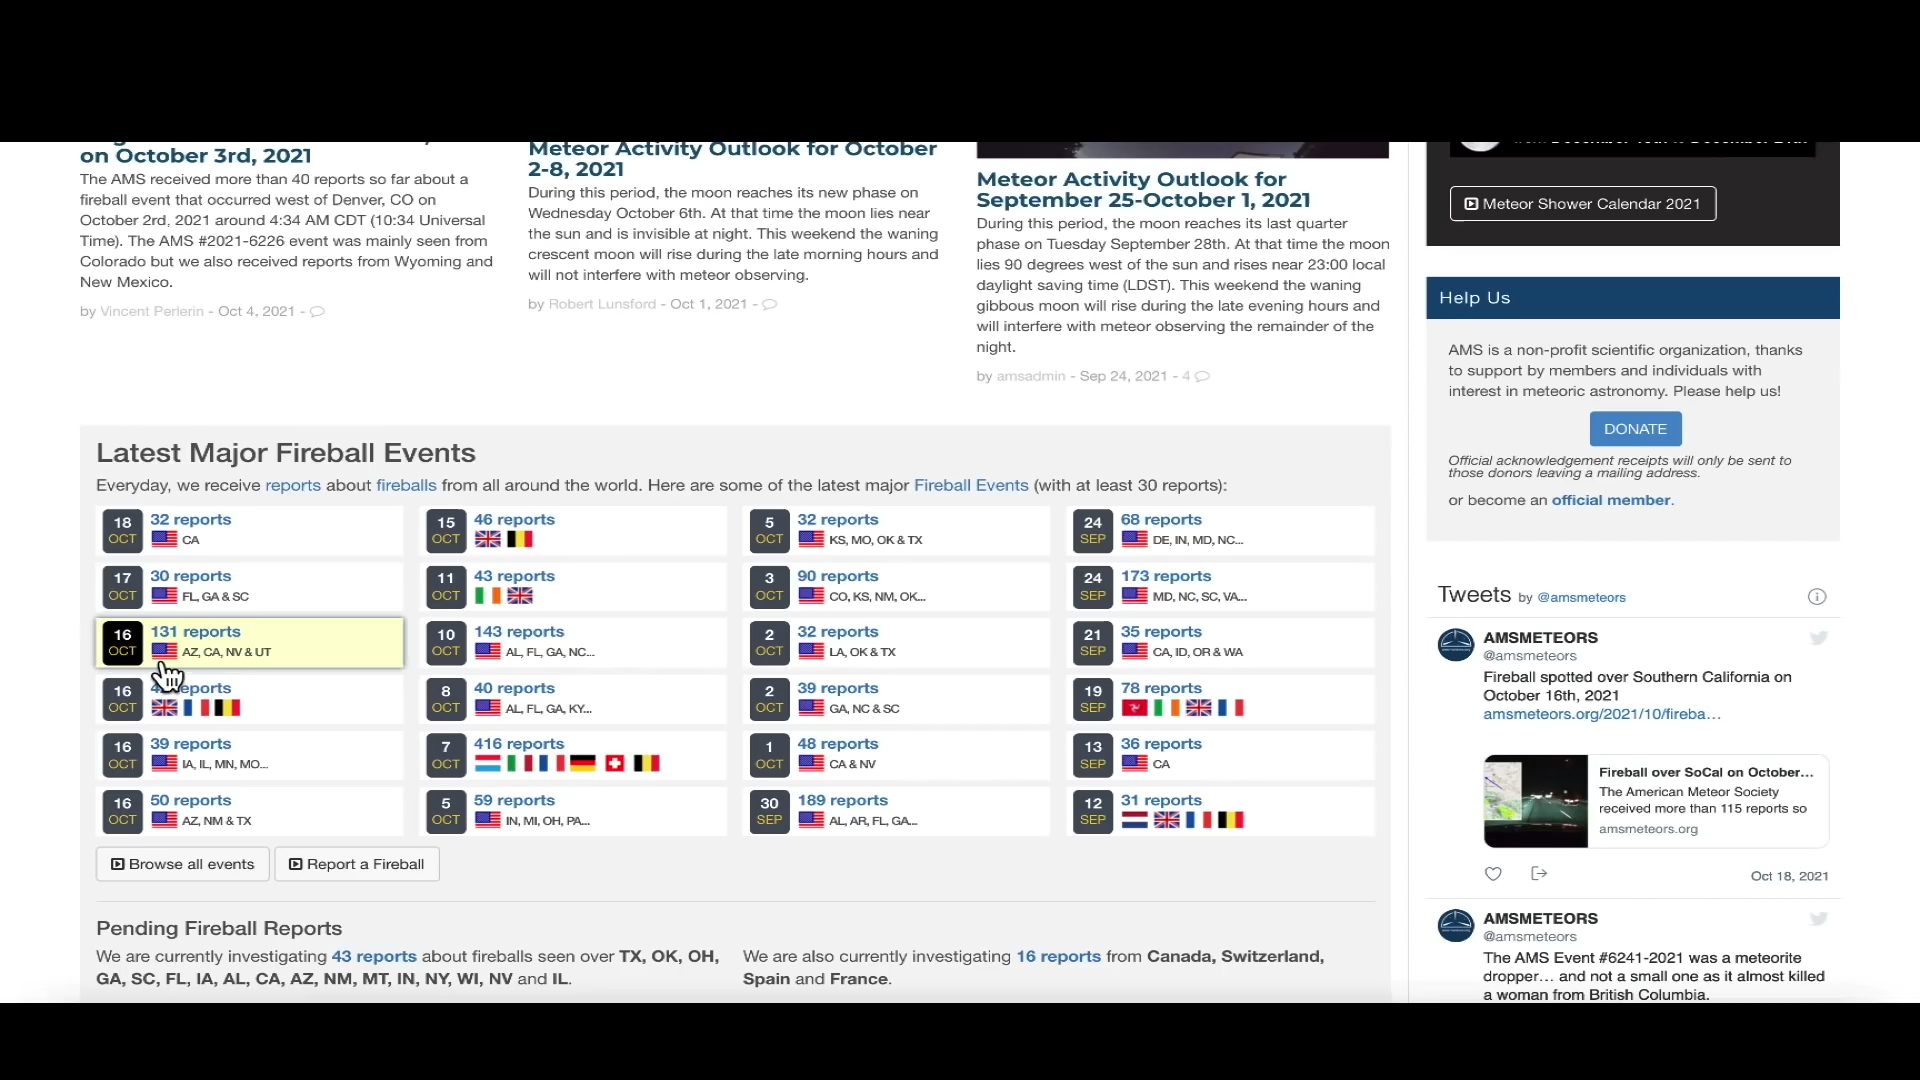 on October 3rd, 2021
The AMS received more than 40 reports so far about a
fireball event that occurred west of Denver, CO on
October 2rd, 2021 around 4:34 AM CDT (10:34 Universal
Time). The AMS #2021-6226 event was mainly seen from
Colorado but we also received reports from Wyoming and
New Mexico.
by Vincent Perlerin - Oct 4, 2021 -
Meteor Activity Outlook for October
2-8, 2021
During this period, the moon reaches its new phase on
Wednesday October 6th. At that time the moon lies near
the sun and is invisible at night. This weekend the waning
crescent moon will rise during the late morning hours and
will not interfere with meteor observing.
by Robert Lunsford - Oct 1, 2021 -
Meteor Activity Outlook for
September 25-October 1, 2021
During this period, the moon reaches its last quarter
phase on Tuesday September 28th. At that time the moon
lies 90 degrees west of the sun and rises near 23:00 local
daylight saving time (LDST). This weekend the waning
gibbous moon will rise during the late evening hours and
will interfere with meteor observing the remainder of the
night.
by amsadmin - Sep 24, 2021 - 4
Latest Major Fireball Events
Everyday, we receive reports about fireballs from all around the world. Here are some of the latest major Fireball Events (with at least 30 reports):
18 OCT 32 reports
CA
17 OCT 30 reports
FL, GA & SC
16 OCT 131 reports
AZ, CA, NV & UT
16 OCT reports
16 OCT 39 reports
IA, IL, MN, MO...
16 OCT 50 reports
AZ, NM & TX
15 OCT 46 reports
11 OCT 43 reports
10 OCT 143 reports
AL, FL, GA, NC...
8 OCT 40 reports
AL, FL, GA, KY...
7 OCT 416 reports
5 OCT 59 reports
IN, MI, OH, PA...
5 OCT 32 reports
KS, MO, OK & TX
3 OCT 90 reports
CO, KS, NM, OK...
2 OCT 32 reports
LA, OK & TX
2 OCT 39 reports
GA, NC & SC
1 OCT 48 reports
CA & NV
30 SEP 189 reports
AL, AR, FL, GA...
24 SEP 68 reports
DE, IN, MD, NC...
24 SEP 173 reports
MD, NC, SC, VA...
21 SEP 35 reports
CA, ID, OR & WA
19 SEP 78 reports
13 SEP 36 reports
CA
12 SEP 31 reports
Browse all events
Report a Fireball
Pending Fireball Reports
We are currently investigating 43 reports about fireballs seen over TX, OK, OH,
GA, SC, FL, IA, AL, CA, AZ, NM, MT, IN, NY, WI, NV and IL.
We are also currently investigating 16 reports from Canada, Switzerland,
Spain and France.
Meteor Shower Calendar 2021
Help Us
AMS is a non-profit scientific organization, thanks
to support by members and individuals with
interest in meteoric astronomy. Please help us!
DONATE
Official acknowledgement receipts will only be sent to
those donors leaving a mailing address.
or become an official member.
Tweets by @amsmeteors
AMSMETEORS
@amsmeteors
Fireball spotted over Southern California on
October 16th, 2021
amsmeteors.org/2021/10/fireba…
Fireball over SoCal on October...
The American Meteor Society
received more than 115 reports so
amsmeteors.org
Oct 18, 2021
AMSMETEORS
@amsmeteors
The AMS Event #6241-2021 was a meteorite
dropper... and not a small one as it almost killed
a woman from British Columbia.